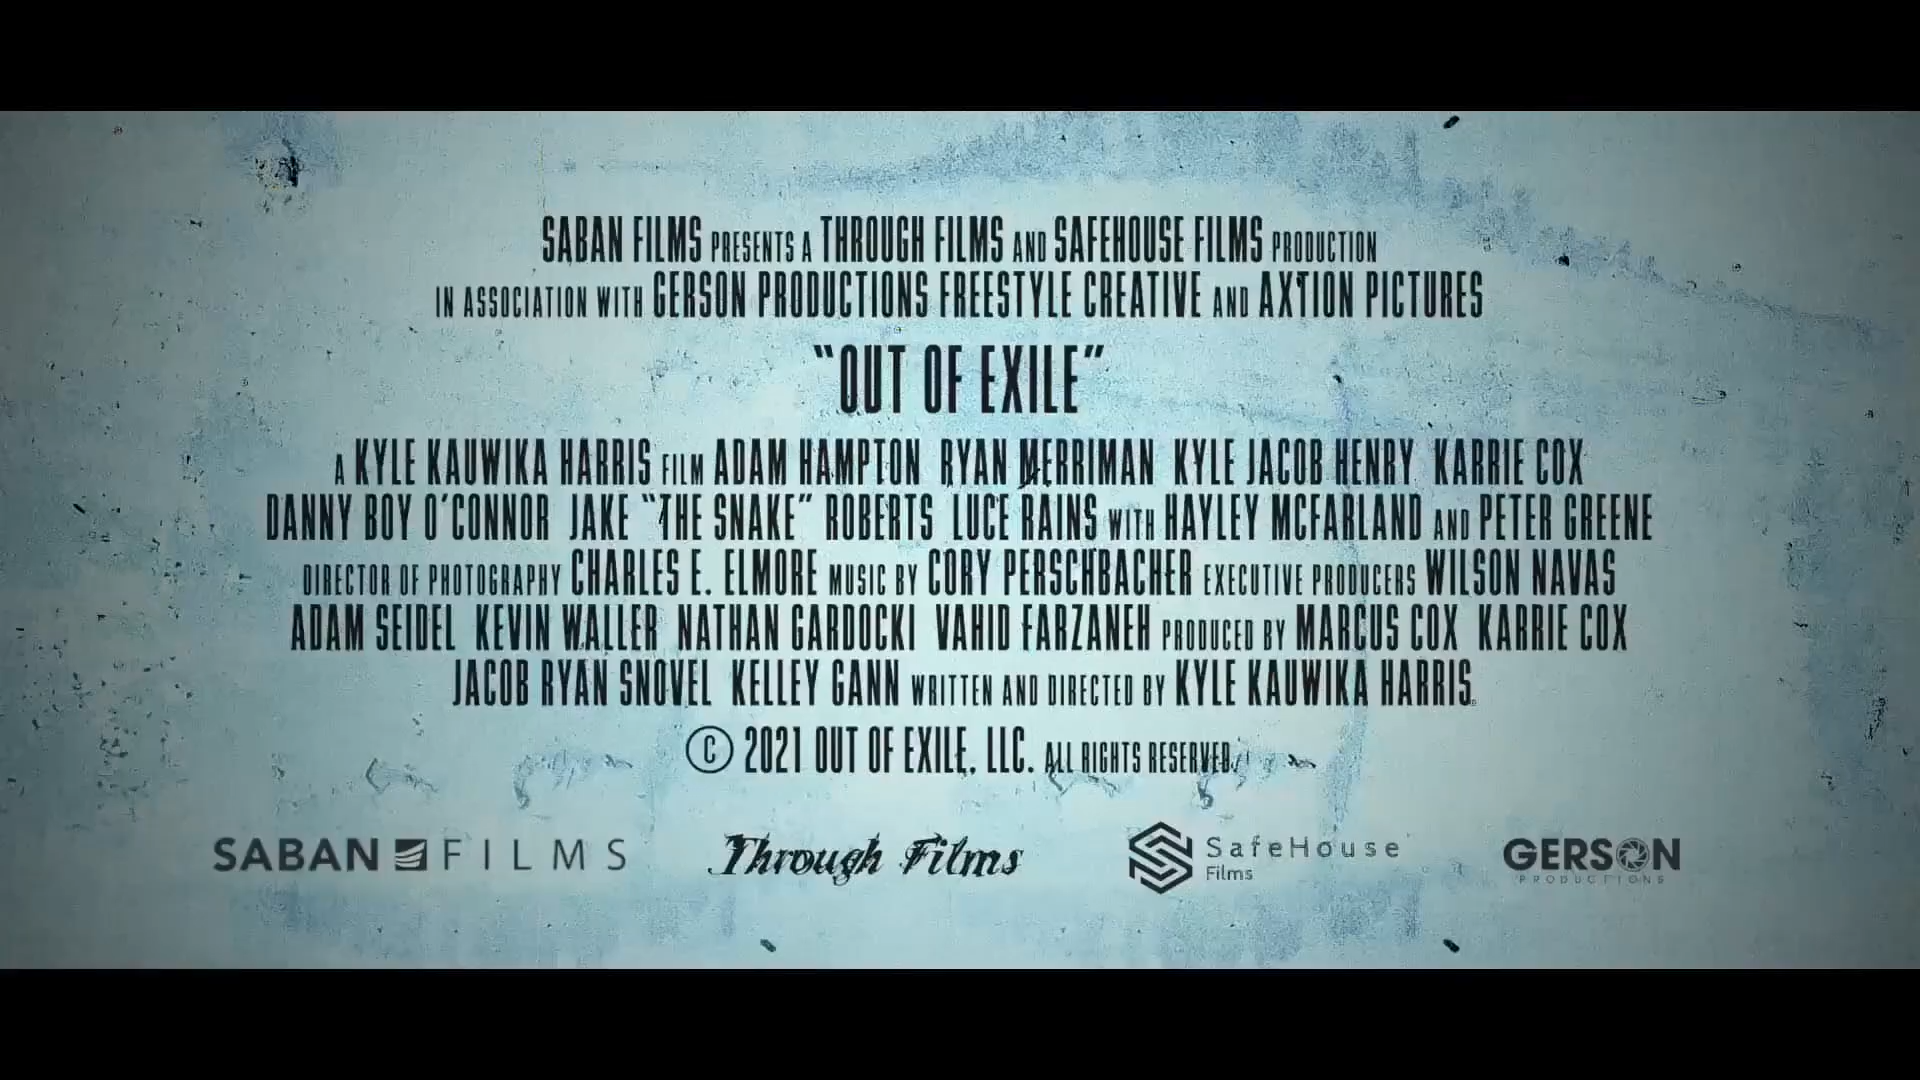 SABAN FILMS PRESENTS A THROUGH FILMS AND SAFEHOUSE FILMS PRODUCTION
IN ASSOCIATION WITH GERSON PRODUCTIONS FREESTYLE CREATIVE AND AXTION PICTURES
"OUT OF EXILE"
A KYLE KAUWIKA HARRIS FILM ADAM HAMPTON RYAN MERRIMAN KYLE JACOB HENRY KARRIE COX
DANNY BOY O'CONNOR JAKE "THE SNAKE" ROBERTS LUCE RAINS WITH HAYLEY MCFARLAND AND PETER GREENE
DIRECTOR OF PHOTOGRAPHY CHARLES E. ELMORE MUSIC BY CORY PERSCHBACHER EXECUTIVE PRODUCERS WILSON NAVAS
ADAM SEIDEL KEVIN WALLER NATHAN GARDOCKI VAHID FARZANEH PRODUCED BY MARCUS COX KARRIE COX
JACOB RYAN SNOVEL KELLEY GANN WRITTEN AND DIRECTED BY KYLE KAUWIKA HARRIS
© 2021 OUT OF EXILE, LLC. ALL RIGHTS RESERVED.
SABAN FILMS
Through Films
SafeHouse
Films
GERSON
PRODUCTIONS